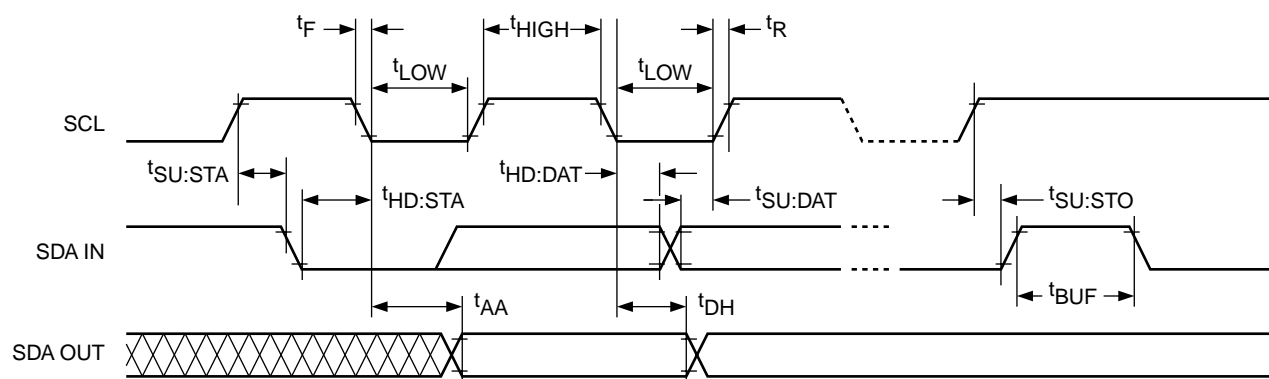 tF
tHIGH
tR
tLOW
tLOW
SCL
tSU:STA
tHD:STA
tHD:DAT
tSU:DAT
tSU:STO
SDA IN
tBUF
tAA
tDH
SDA OUT